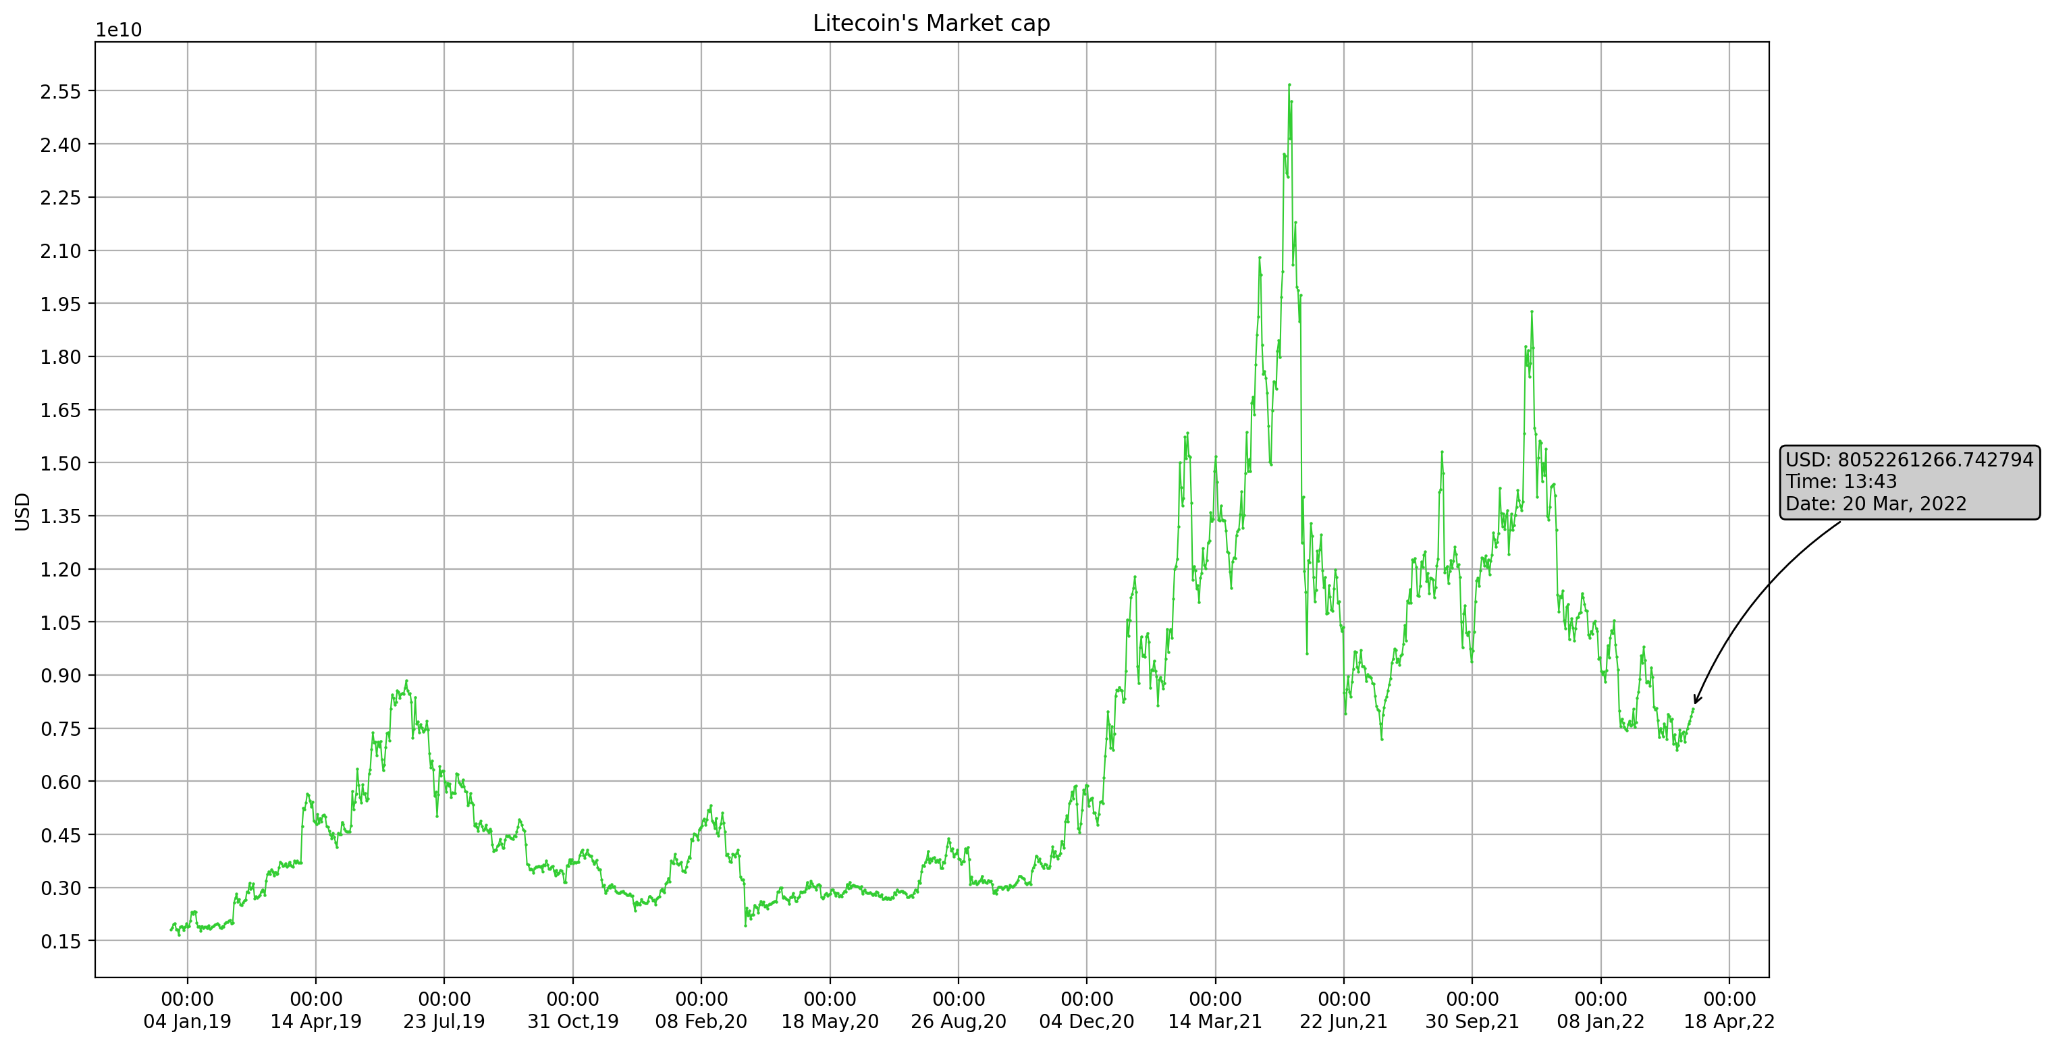 Litecoin's Market cap
1e10
2.55
2.40
2.25
2.10
1.95
1.80
1.65
1.50
1.35
1.20
1.05
0.90
0.75
0.60
0.45
0.30
0.15
USD
USD: 8052261266.742794
Time: 13:43
Date: 20 Mar, 2022
00:00 00:00 00:00 00:00 00:00 00:00 00:00 00:00 00:00 00:00 00:00 00:00 00:00
04 Jan,19 14 Apr,19 23 Jul,19 31 Oct,19 08 Feb,20 18 May,20 26 Aug,20 04 Dec,20 14 Mar,21 22 Jun,21 30 Sep,21 08 Jan,22 18 Apr,22